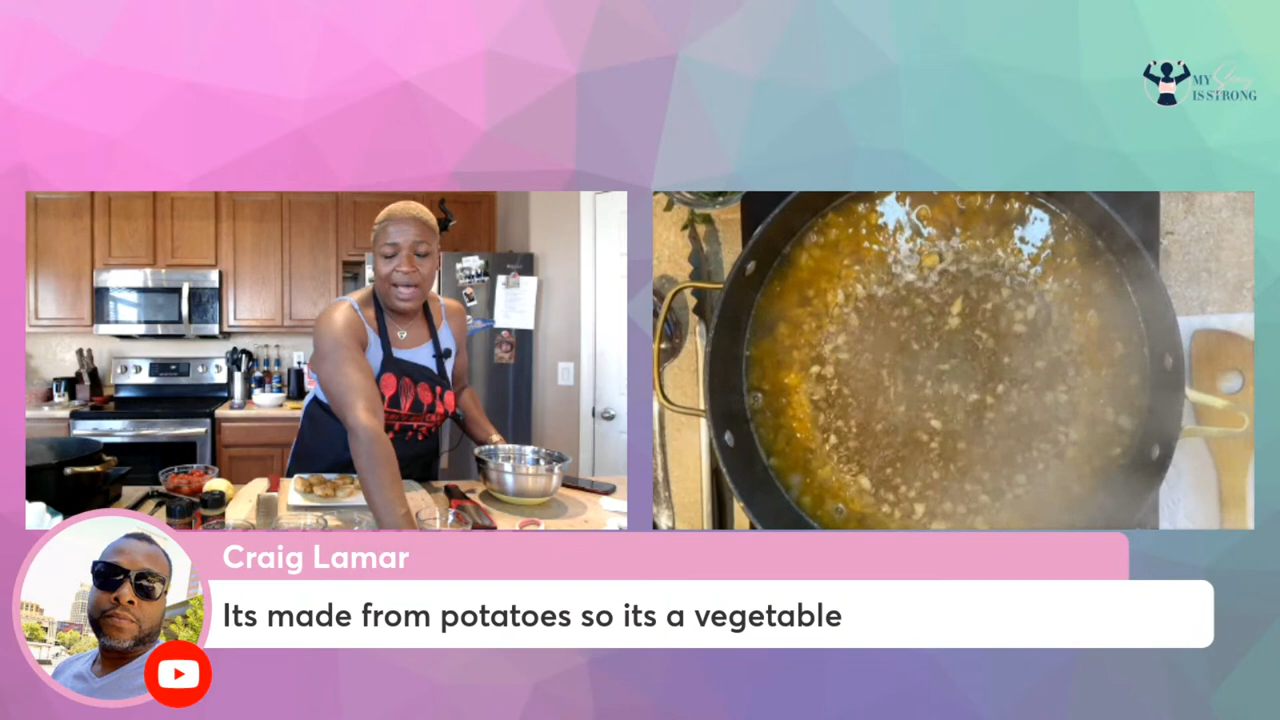 MY Story
IS STRONG
Craig Lamar
Its made from potatoes so its a vegetable